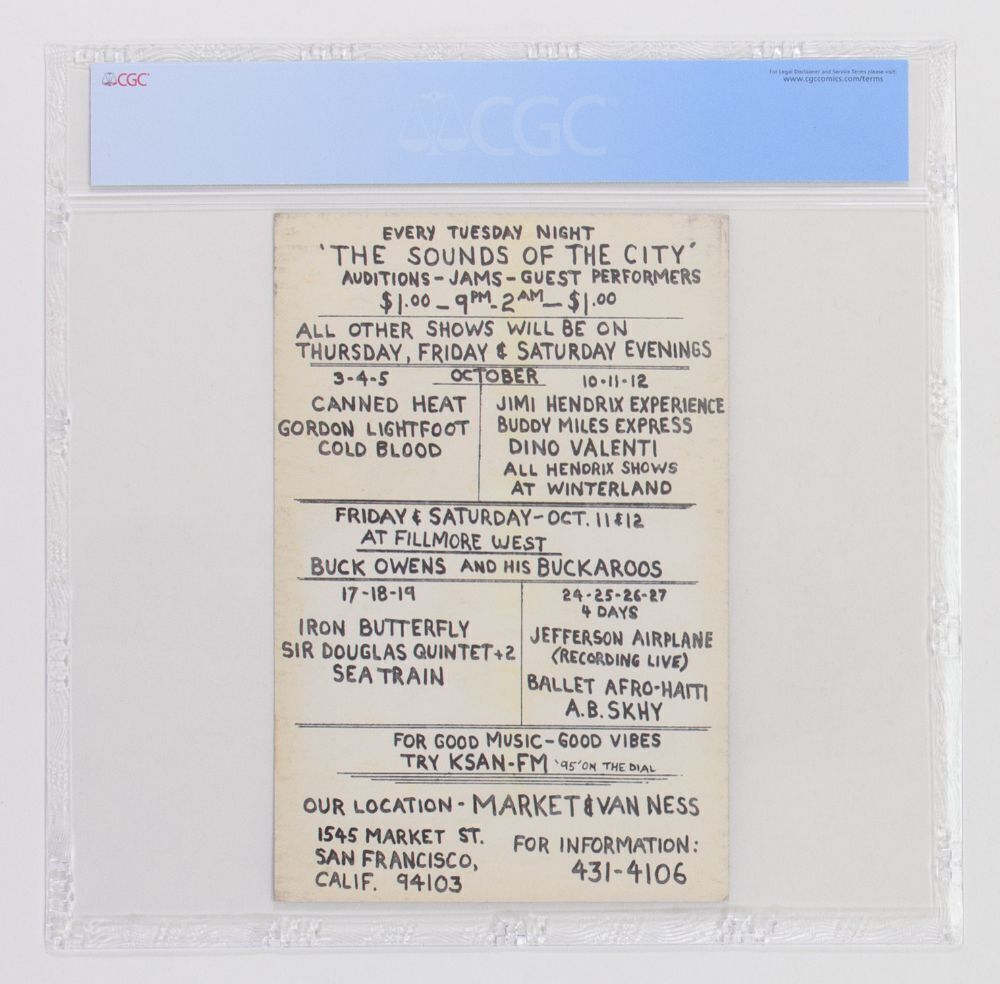 CGC
For Legal Disclaimer and Service Terms please visit:
www.cgccomics.com/terms
CGC
EVERY TUESDAY NIGHT
'THE SOUNDS OF THE CITY'
AUDITIONS - JAMS - GUEST PERFORMERS
$1.00 - 9PM - 2AM - $1.00
ALL OTHER SHOWS WILL BE ON
THURSDAY, FRIDAY & SATURDAY EVENINGS
OCTOBER
3-4-5
CANNED HEAT
GORDON LIGHTFOOT
COLD BLOOD
10-11-12
JIMI HENDRIX EXPERIENCE
BUDDY MILES EXPRESS
DINO VALENTI
ALL HENDRIX SHOWS
AT WINTERLAND
FRIDAY & SATURDAY - OCT. 11 & 12
AT FILLMORE WEST
BUCK OWENS AND HIS BUCKAROOS
17-18-19
IRON BUTTERFLY
SIR DOUGLAS QUINTET+2
SEA TRAIN
24-25-26-27
4 DAYS
JEFFERSON AIRPLANE
(RECORDING LIVE)
BALLET AFRO-HAITI
A.B. SKHY
FOR GOOD MUSIC - GOOD VIBES
TRY KSAN-FM '95' ON THE DIAL
OUR LOCATION - MARKET & VAN NESS
1545 MARKET ST.
SAN FRANCISCO,
CALIF. 94103
FOR INFORMATION:
431-4106